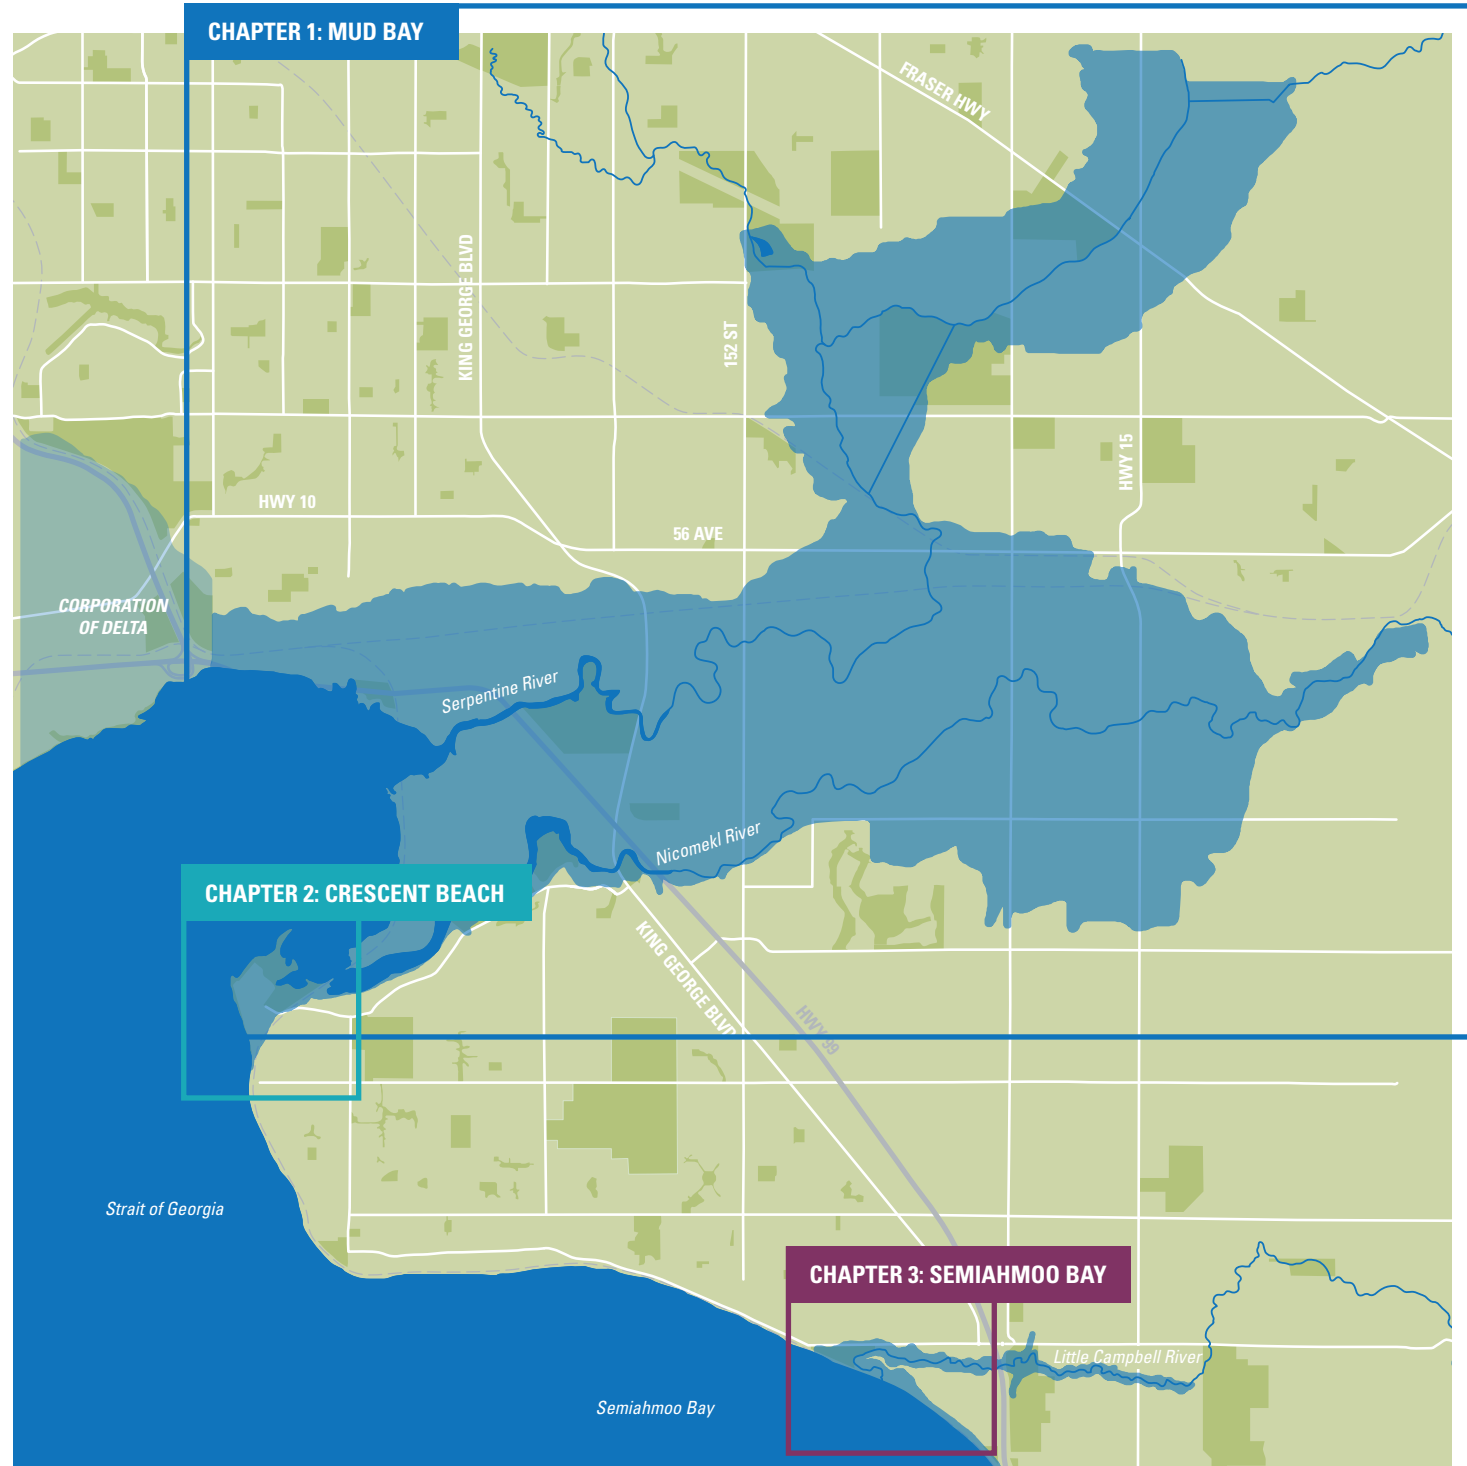 CHAPTER 1: MUD BAY
FRASER HWY
KING GEORGE BLVD
152 ST
HWY 15
HWY 10
56 AVE
CORPORATION
OF DELTA
Serpentine River
Nicomekl River
CHAPTER 2: CRESCENT BEACH
KING GEORGE BLVD
HWY 99
Strait of Georgia
CHAPTER 3: SEMIAHMOO BAY
Little Campbell River
Semiahmoo Bay